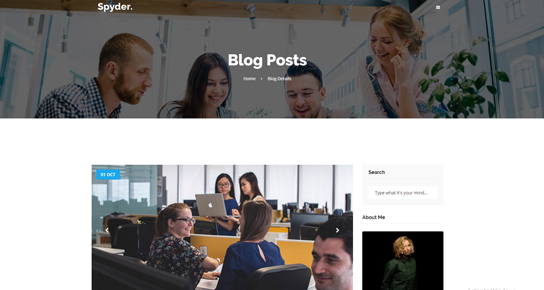 Spyder.
Blog Posts
Home
Blog Details
01 OCT
Search
Type what it's your mind...
About Me